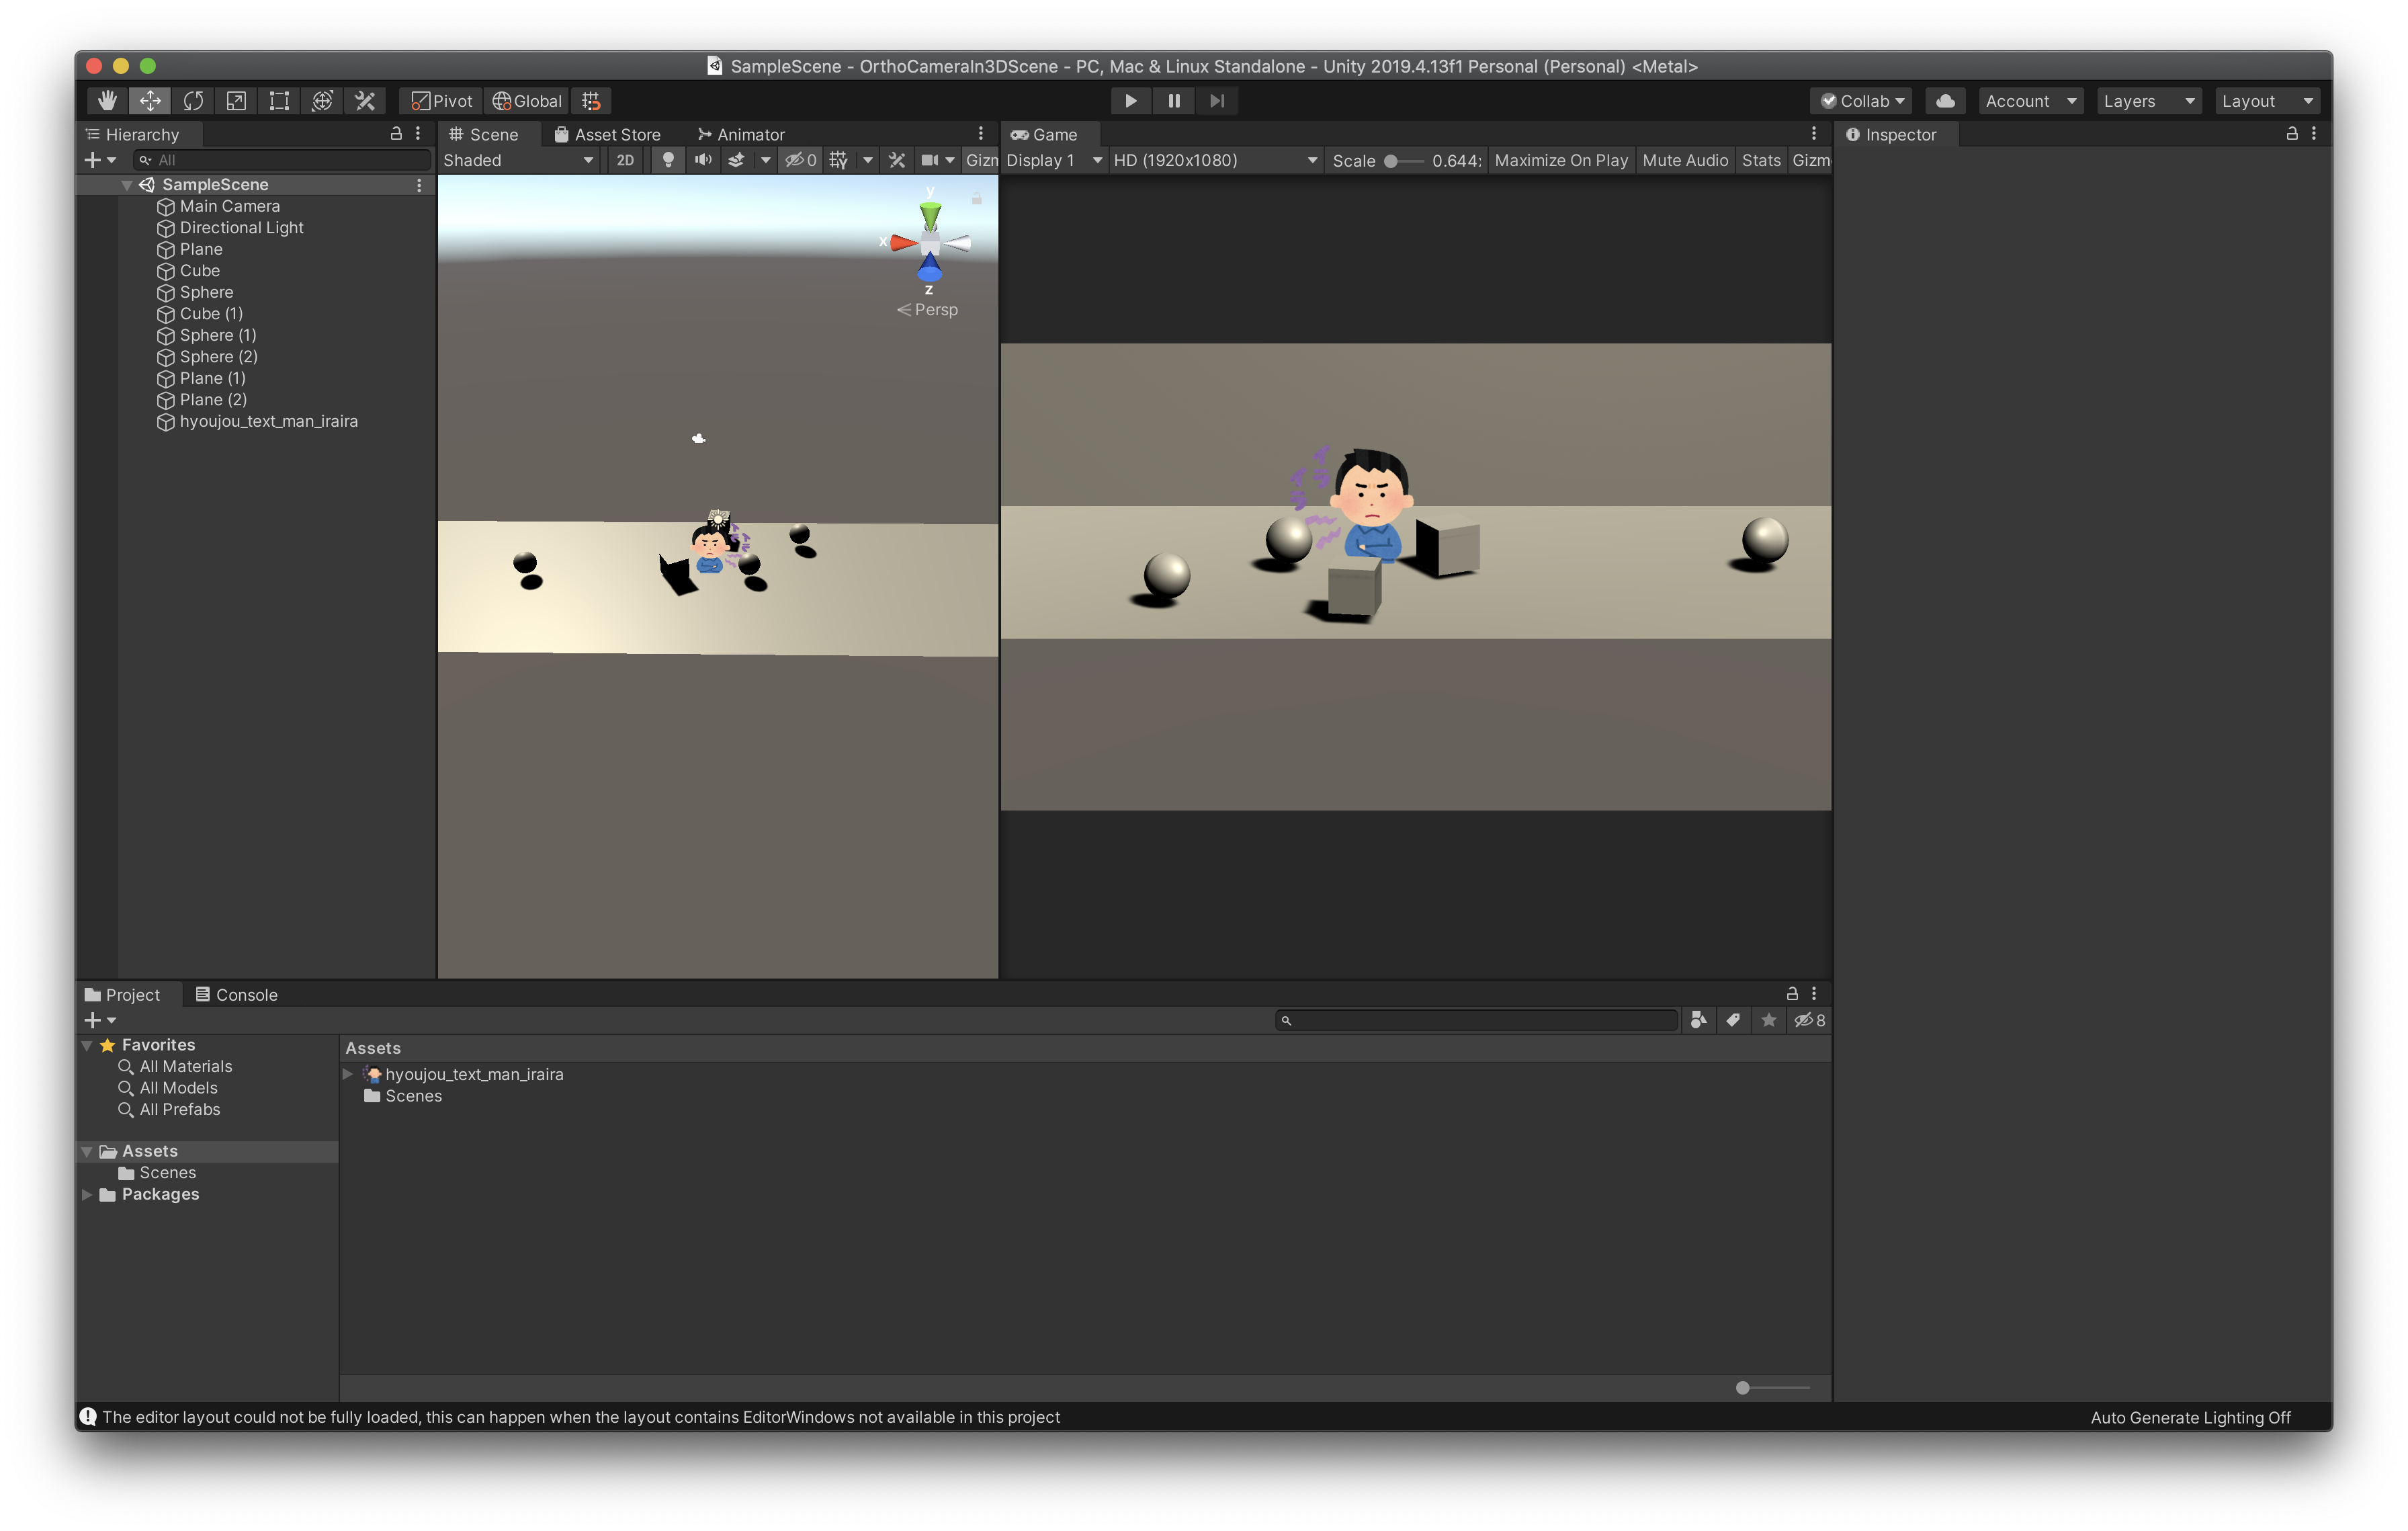 SampleScene - OrthoCameraIn3DScene - PC, Mac & Linux Standalone - Unity 2019.4.13f1 Personal (Personal) <Metal>
Pivot Global Collab Account Layers Layout
Hierarchy
All
SampleScene
Main Camera
Directional Light
Plane
Cube
Sphere
Cube (1)
Sphere (1)
Sphere (2)
Plane (1)
Plane (2)
hyoujou_text_man_iraira
Scene Asset Store Animator
Shaded 2D 0 Gizm
y
x
z
Persp
Game
Display 1 HD (1920x1080) Scale 0.644: Maximize On Play Mute Audio Stats Gizm
イライラ
Inspector
Project Console
8
Favorites
All Materials
All Models
All Prefabs
Assets
Scenes
Packages
Assets
hyoujou_text_man_iraira
Scenes
The editor layout could not be fully loaded, this can happen when the layout contains EditorWindows not available in this project
Auto Generate Lighting Off